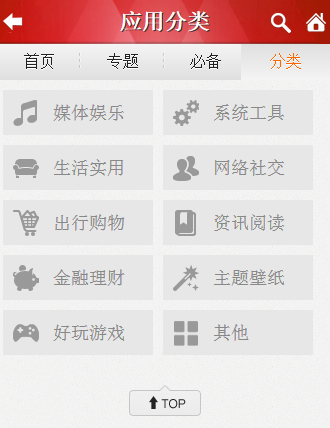 应用分类
首页 专题 必备 分类
媒体娱乐 系统工具
生活实用 网络社交
出行购物 资讯阅读
金融理财 主题壁纸
好玩游戏 其他
TOP